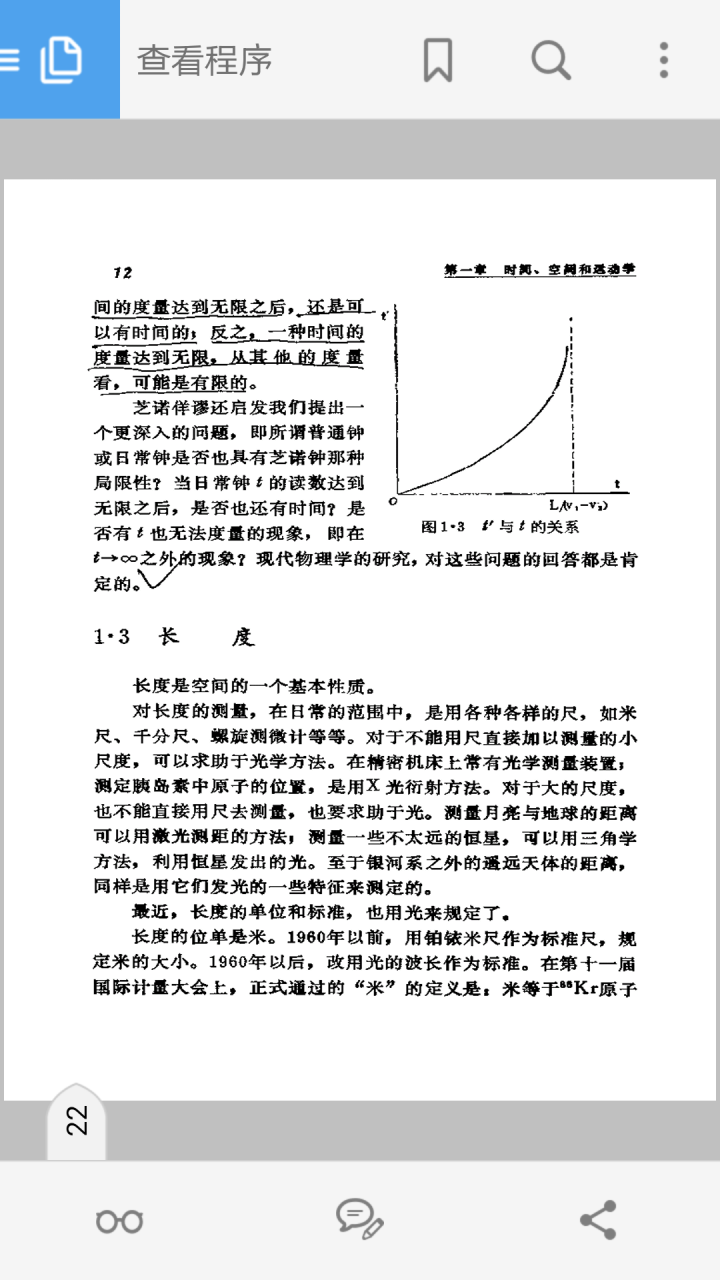 查看程序
12
第一章 时间、空间和运动学
间的度量达到无限之后，还是可
以有时间的；反之，一种时间的
度量达到无限，从其他的度量
看，可能是有限的。
芝诺佯谬还启发我们提出一
个更深入的问题，即所谓普通钟
或日常钟是否也具有芝诺钟那种
局限性？当日常钟 t 的读数达到
无限之后，是否也还有时间？是
否有 t 也无法度量的现象，即在
t→∞之外的现象？现代物理学的研究，对这些问题的回答都是肯
定的。
t′
t
O
L/(v₁−v₂)
图1·3 t′与 t 的关系
1·3 长 度
长度是空间的一个基本性质。
对长度的测量，在日常的范围中，是用各种各样的尺，如米
尺、千分尺、螺旋测微计等等。对于不能用尺直接加以测量的小
尺度，可以求助于光学方法。在精密机床上常有光学测量装置；
测定胰岛素中原子的位置，是用X 光衍射方法。对于大的尺度，
也不能直接用尺去测量，也要求助于光。测量月亮与地球的距离
可以用激光测距的方法；测量一些不太远的恒星，可以用三角学
方法，利用恒星发出的光。至于银河系之外的遥远天体的距离，
同样是用它们发光的一些特征来测定的。
最近，长度的单位和标准，也用光来规定了。
长度的位单是米。1960年以前，用铂铱米尺作为标准尺，规
定米的大小。1960年以后，改用光的波长作为标准。在第十一届
国际计量大会上，正式通过的“米”的定义是：米等于⁸⁶Kr原子
22